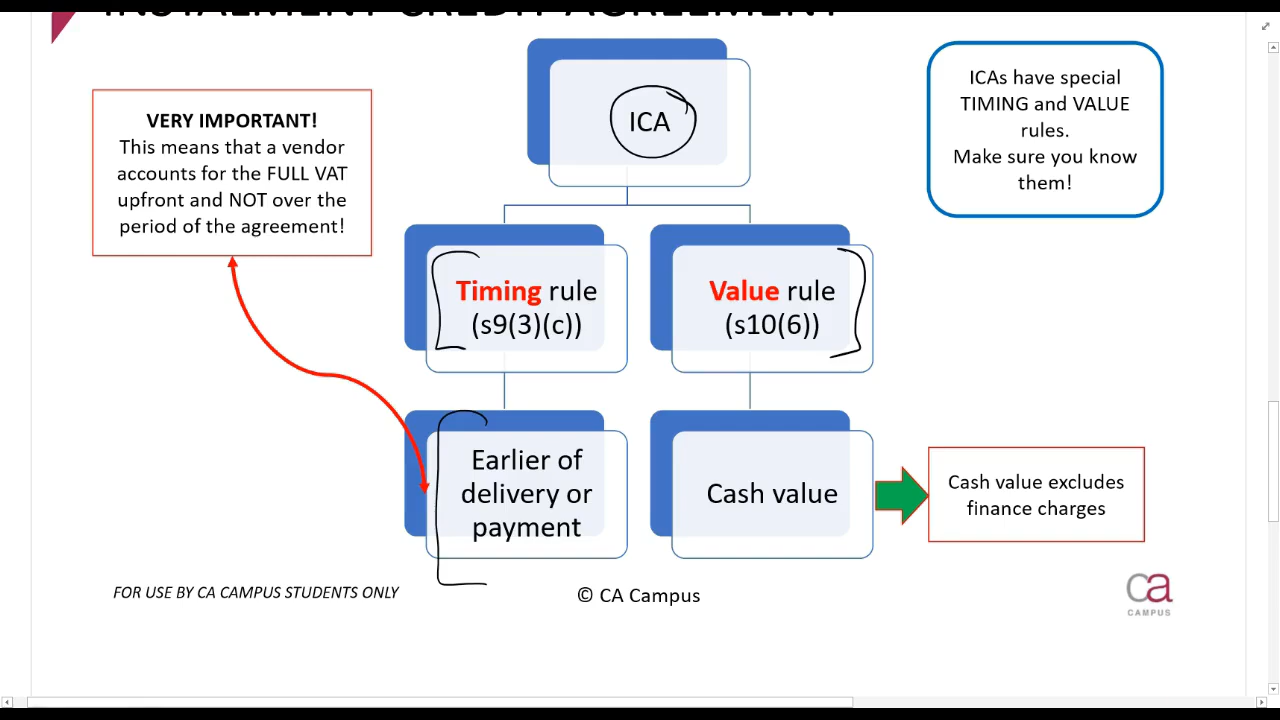 INSTALMENT CREDIT AGREEMENT
VERY IMPORTANT!
This means that a vendor
accounts for the FULL VAT
upfront and NOT over the
period of the agreement!
ICA
ICAs have special
TIMING and VALUE
rules.
Make sure you know
them!
Timing rule
(s9(3)(c))
Value rule
(s10(6))
Earlier of
delivery or
payment
Cash value
Cash value excludes
finance charges
FOR USE BY CA CAMPUS STUDENTS ONLY
© CA Campus
ca
CAMPUS